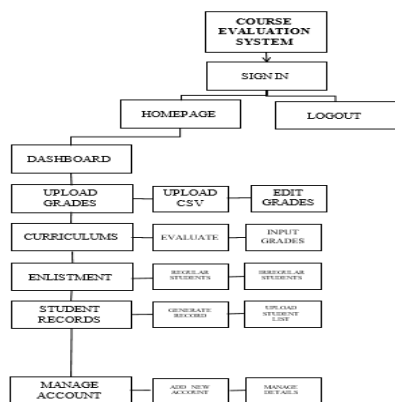 COURSE
EVALUATION
SYSTEM
SIGN IN
HOMEPAGE
LOGOUT
DASHBOARD
UPLOAD
GRADES
UPLOAD
CSV
EDIT
GRADES
CURRICULUMS
EVALUATE
INPUT
GRADES
ENLISTMENT
REGULAR
STUDENTS
IRREGULAR
STUDENTS
STUDENT
RECORDS
GENERATE
RECORD
UPLOAD
STUDENT
LIST
MANAGE
ACCOUNT
ADD NEW
ACCOUNT
MANAGE
DETAILS